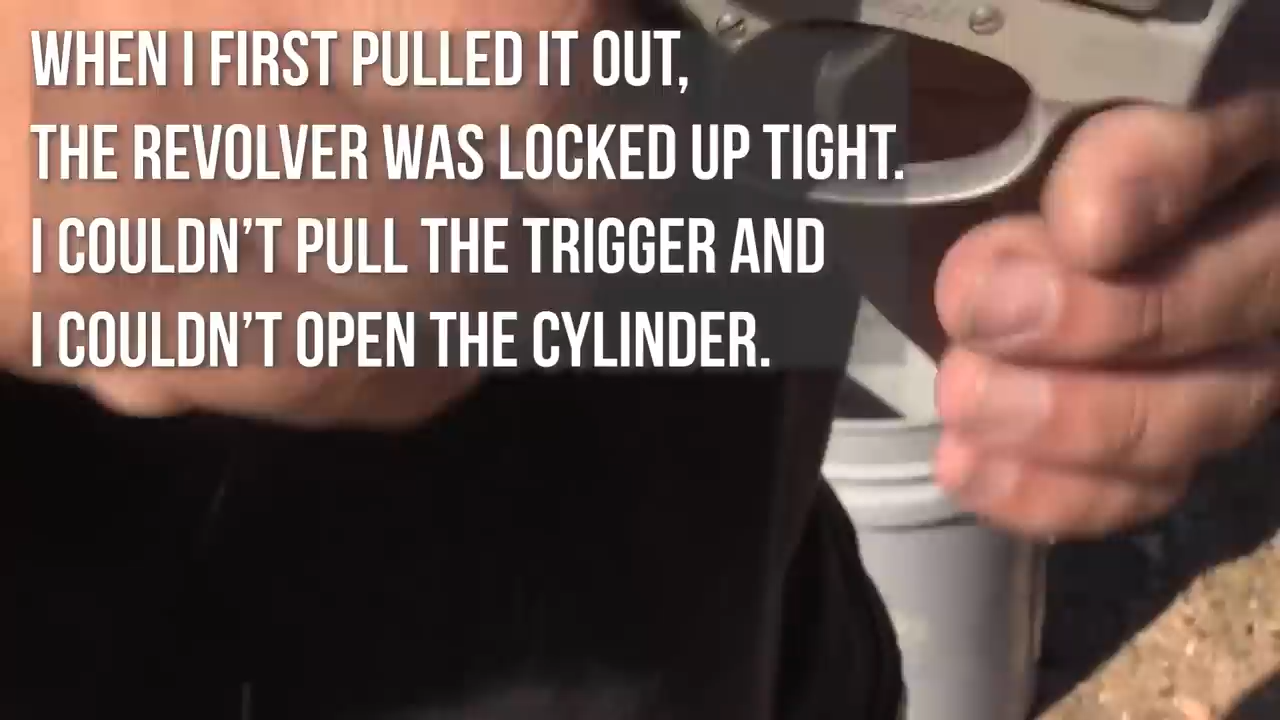 WHEN I FIRST PULLED IT OUT,
THE REVOLVER WAS LOCKED UP TIGHT.
I COULDN’T PULL THE TRIGGER AND
I COULDN’T OPEN THE CYLINDER.